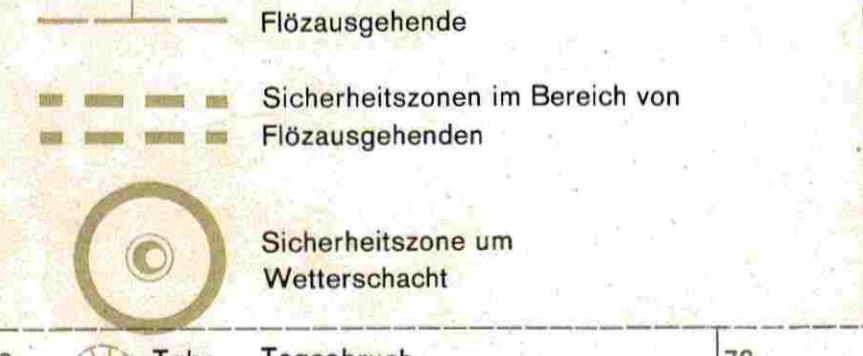 Flözausgehende
Sicherheitszonen im Bereich von
Flözausgehenden
Sicherheitszone um
Wetterschacht
Tagesbruch